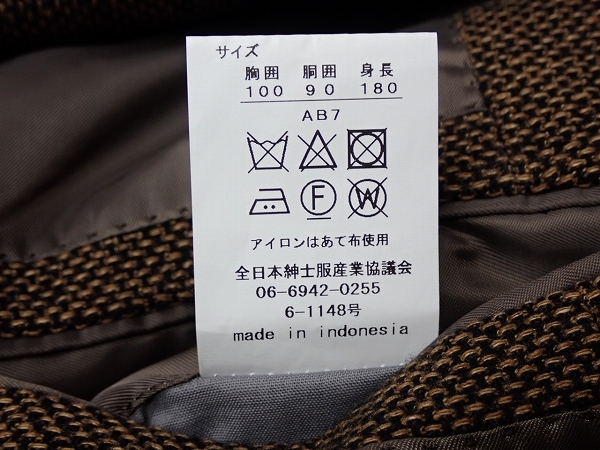 サイズ
胸囲 胴囲 身長
100 90 180
AB7
F W
アイロンはあて布使用
全日本紳士服産業協議会
06-6942-0255
6-1148号
made in indonesia